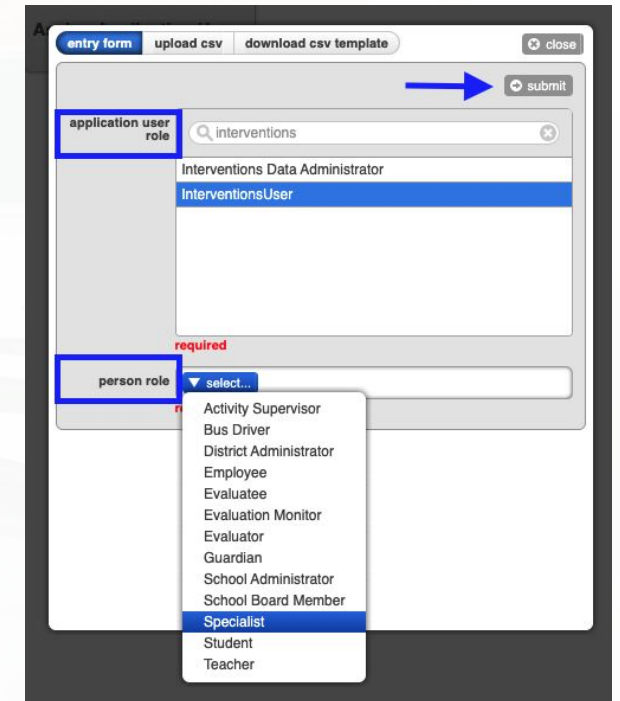 entry form upload csv download csv template close
submit
application user
role
interventions
Interventions Data Administrator
InterventionsUser
required
person role
select...
Activity Supervisor
Bus Driver
District Administrator
Employee
Evaluatee
Evaluation Monitor
Evaluator
Guardian
School Administrator
School Board Member
Specialist
Student
Teacher